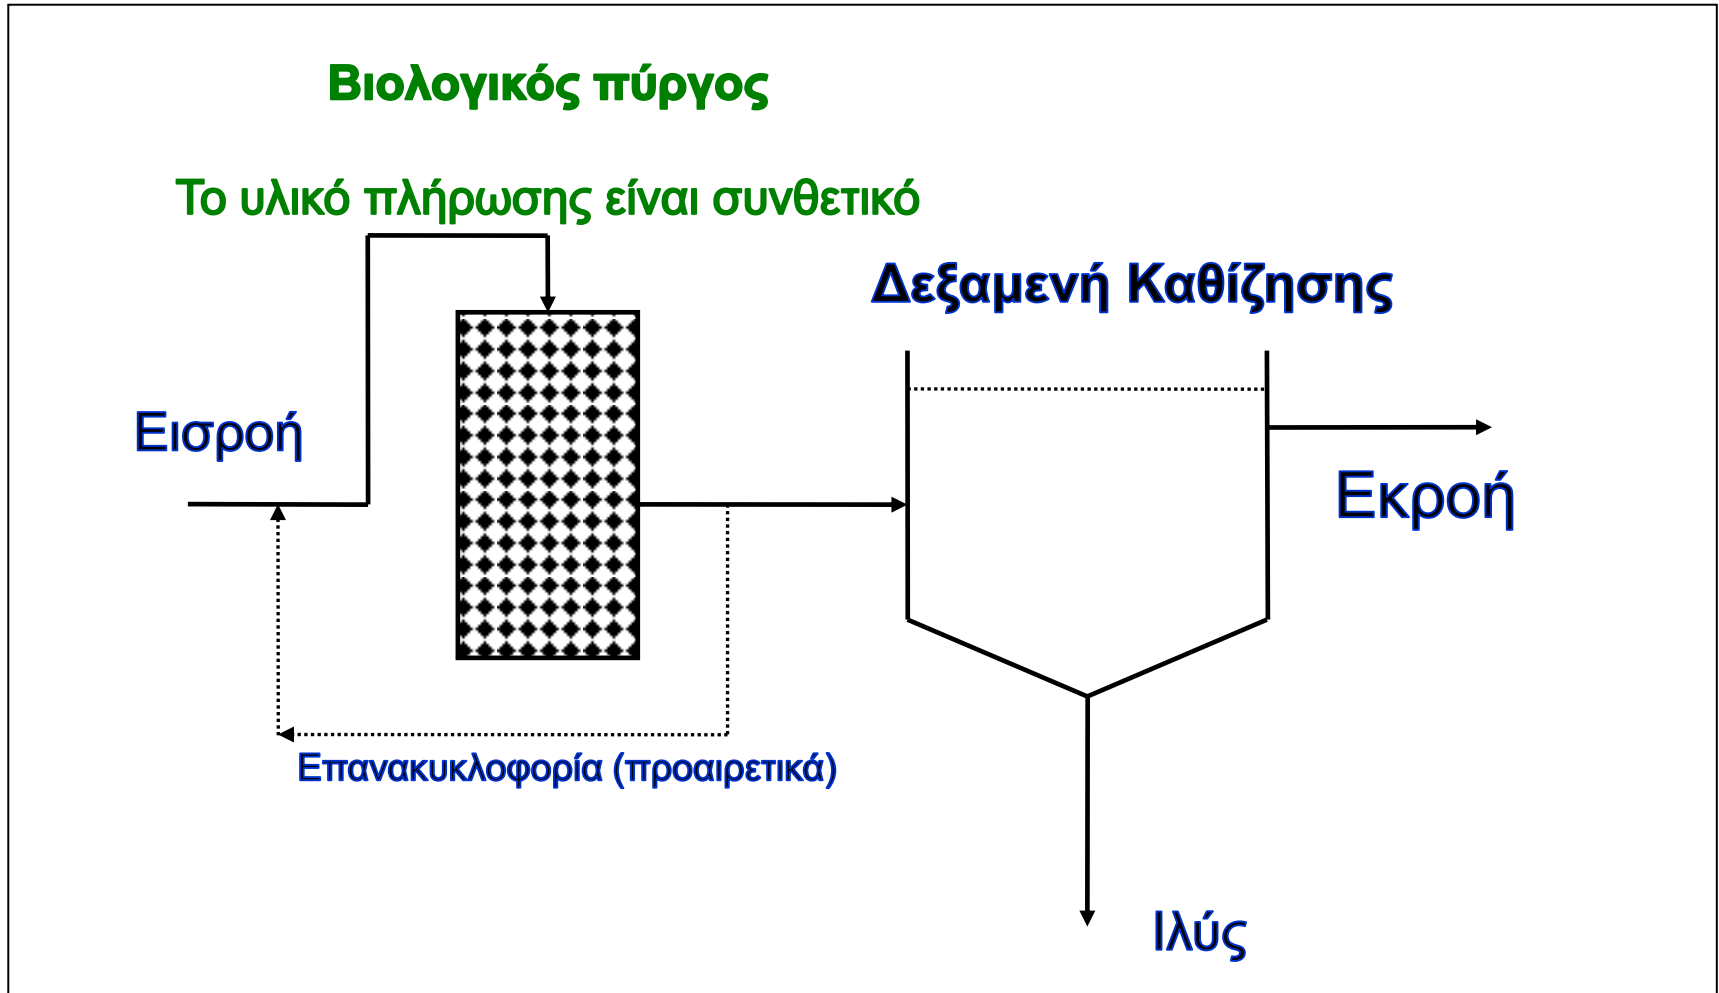 Βιολογικός πύργος
Το υλικό πλήρωσης είναι συνθετικό
Δεξαμενή Καθίζησης
Εισροή
Εκροή
Επανακυκλοφορία (προαιρετικά)
Ιλύς